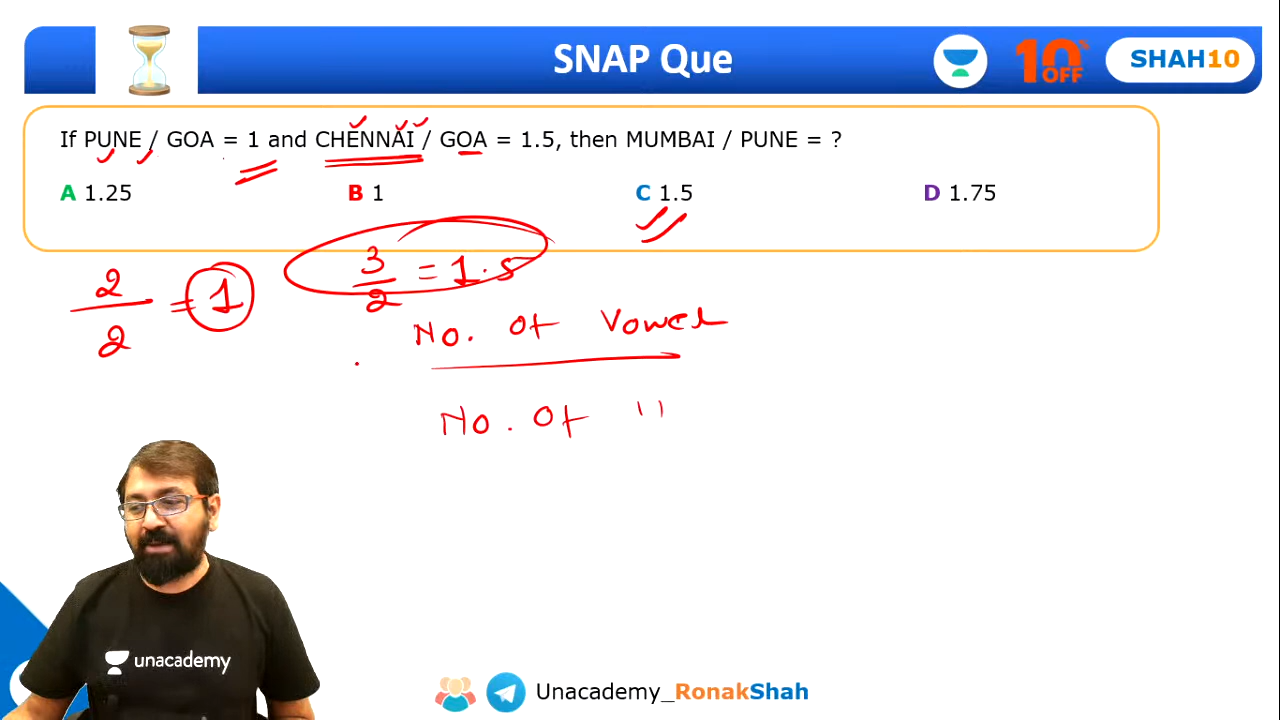 SNAP Que
10% OFF
SHAH10
If PUNE / GOA = 1 and CHENNAI / GOA = 1.5, then MUMBAI / PUNE = ?
A 1.25
B 1
C 1.5
D 1.75
2/2 = 1
3/2 = 1.5
No. of Vowel
No. of "
unacademy
Unacademy_RonakShah